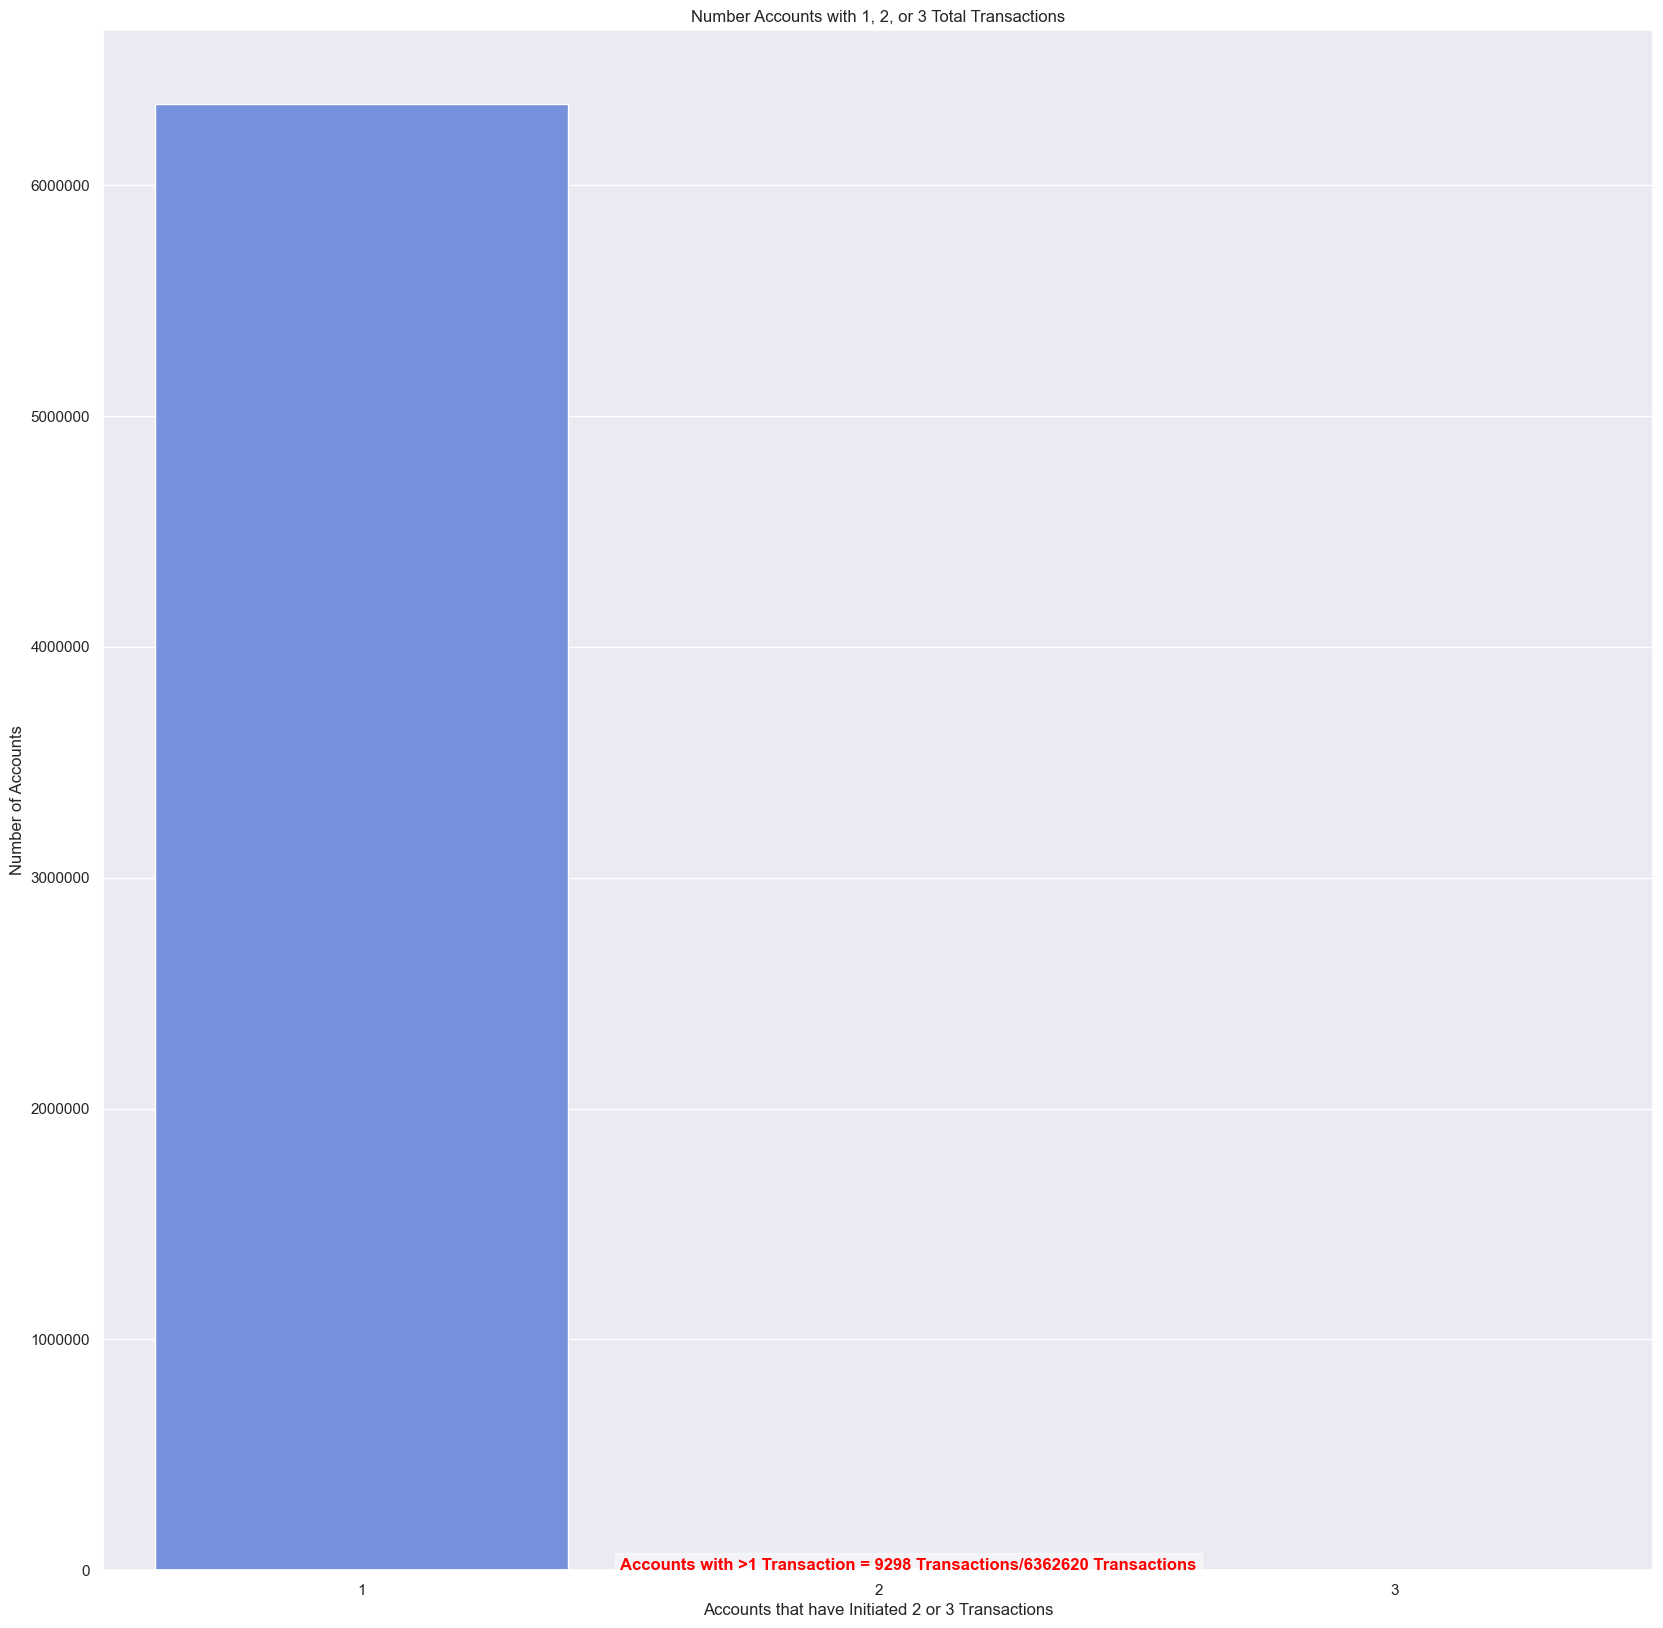 Number Accounts with 1, 2, or 3 Total Transactions
Number of Accounts
6000000
5000000
4000000
3000000
2000000
1000000
0
Accounts with >1 Transaction = 9298 Transactions/6362620 Transactions
1
2
3
Accounts that have Initiated 2 or 3 Transactions